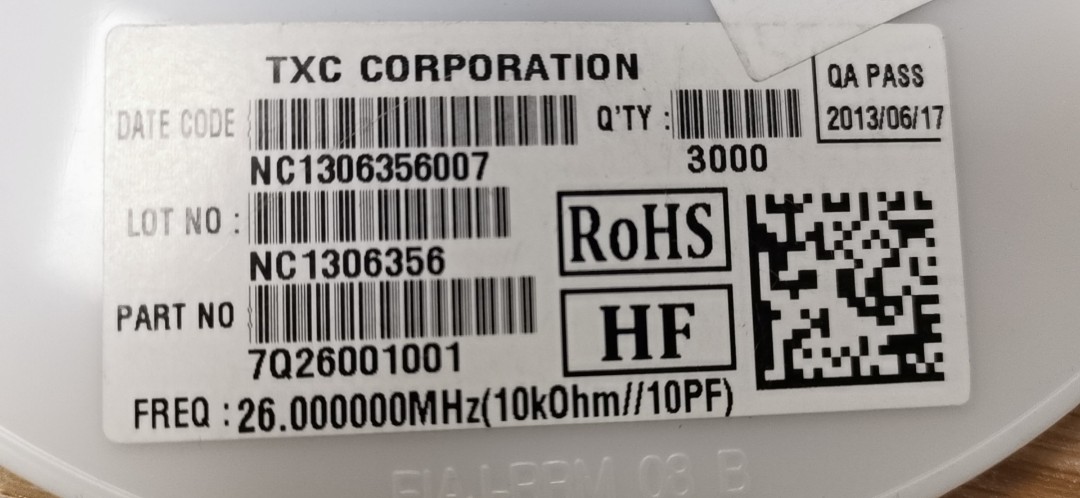 TXC CORPORATION
QA PASS
2013/06/17
DATE CODE
Q'TY :
NC1306356007
3000
LOT NO :
NC1306356
RoHS
HF
PART NO
7Q26001001
FREQ : 26.000000MHz(10kOhm//10PF)
03 B